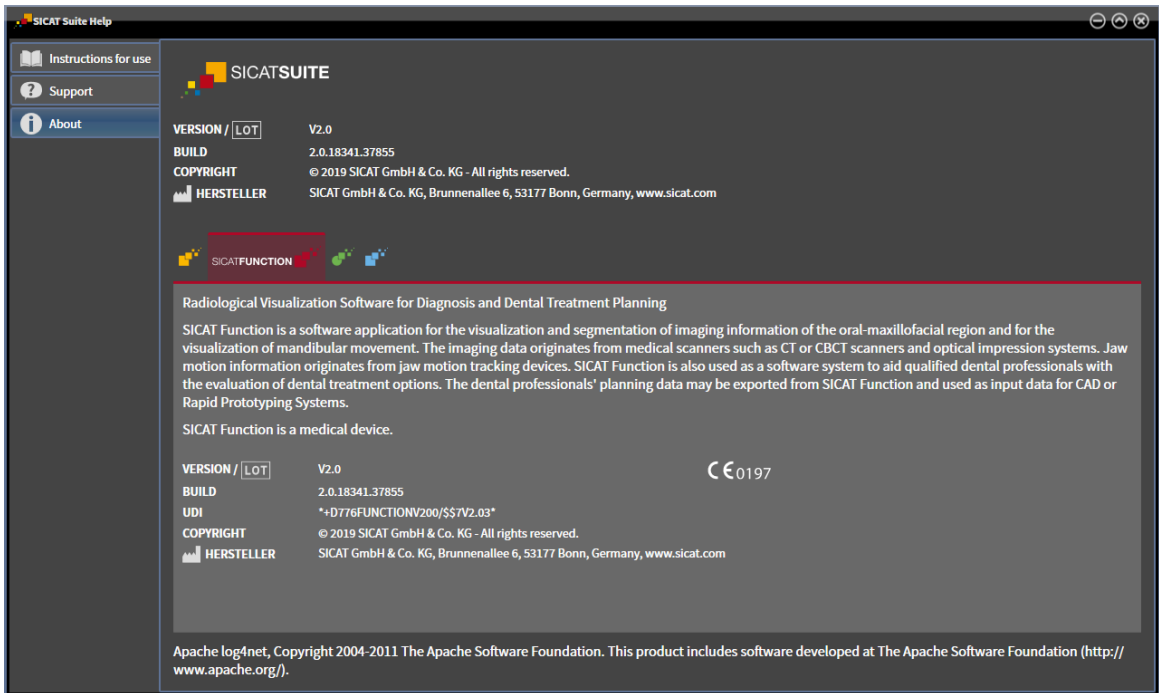 SICAT Suite Help
Instructions for use
Support
About
SICATSUITE
VERSION / LOT V2.0
BUILD 2.0.18341.37855
COPYRIGHT © 2019 SICAT GmbH & Co. KG - All rights reserved.
HERSTELLER SICAT GmbH & Co. KG, Brunnenallee 6, 53177 Bonn, Germany, www.sicat.com
SICATFUNCTION
Radiological Visualization Software for Diagnosis and Dental Treatment Planning
SICAT Function is a software application for the visualization and segmentation of imaging information of the oral-maxillofacial region and for the
visualization of mandibular movement. The imaging data originates from medical scanners such as CT or CBCT scanners and optical impression systems. Jaw
motion information originates from jaw motion tracking devices. SICAT Function is also used as a software system to aid qualified dental professionals with
the evaluation of dental treatment options. The dental professionals' planning data may be exported from SICAT Function and used as input data for CAD or
Rapid Prototyping Systems.
SICAT Function is a medical device.
VERSION / LOT V2.0 CE0197
BUILD 2.0.18341.37855
UDI *+D776FUNCTIONV200/$$7V2.03*
COPYRIGHT © 2019 SICAT GmbH & Co. KG - All rights reserved.
HERSTELLER SICAT GmbH & Co. KG, Brunnenallee 6, 53177 Bonn, Germany, www.sicat.com
Apache log4net, Copyright 2004-2011 The Apache Software Foundation. This product includes software developed at The Apache Software Foundation (http://
www.apache.org/).